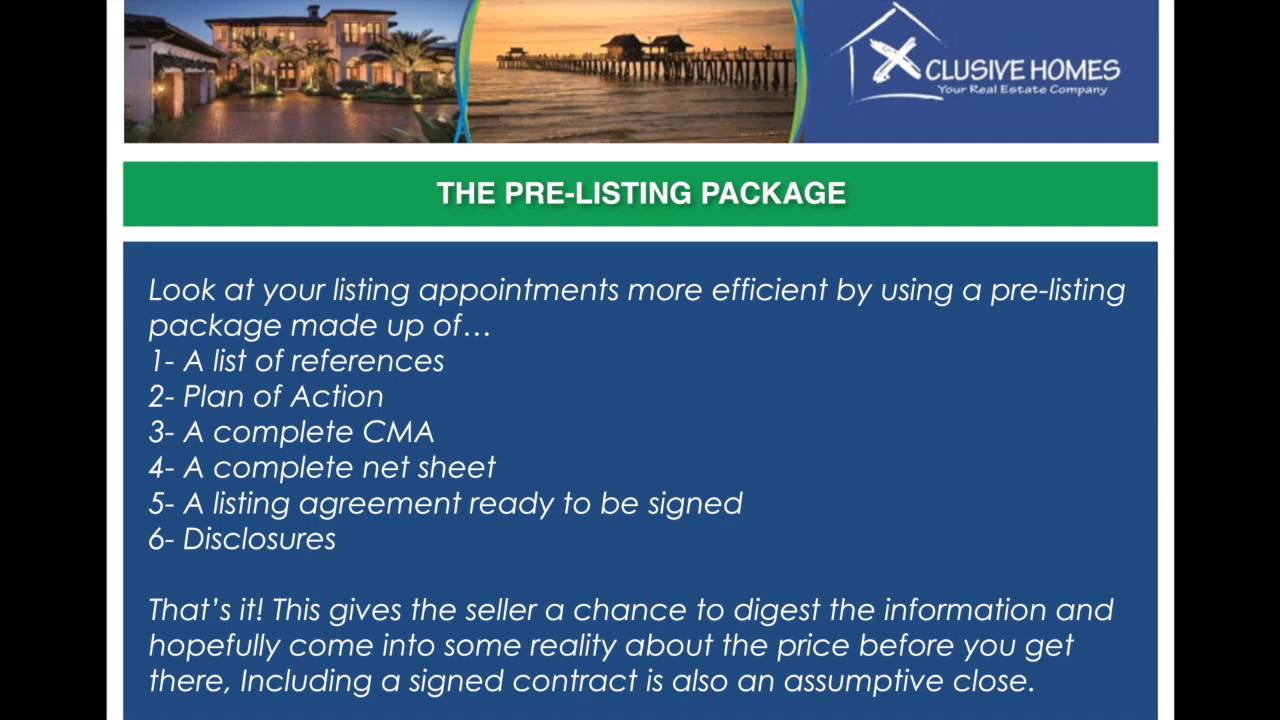 XCLUSIVE HOMES
Your Real Estate Company
THE PRE-LISTING PACKAGE
Look at your listing appointments more efficient by using a pre-listing
package made up of…
1- A list of references
2- Plan of Action
3- A complete CMA
4- A complete net sheet
5- A listing agreement ready to be signed
6- Disclosures
That's it! This gives the seller a chance to digest the information and
hopefully come into some reality about the price before you get
there, Including a signed contract is also an assumptive close.